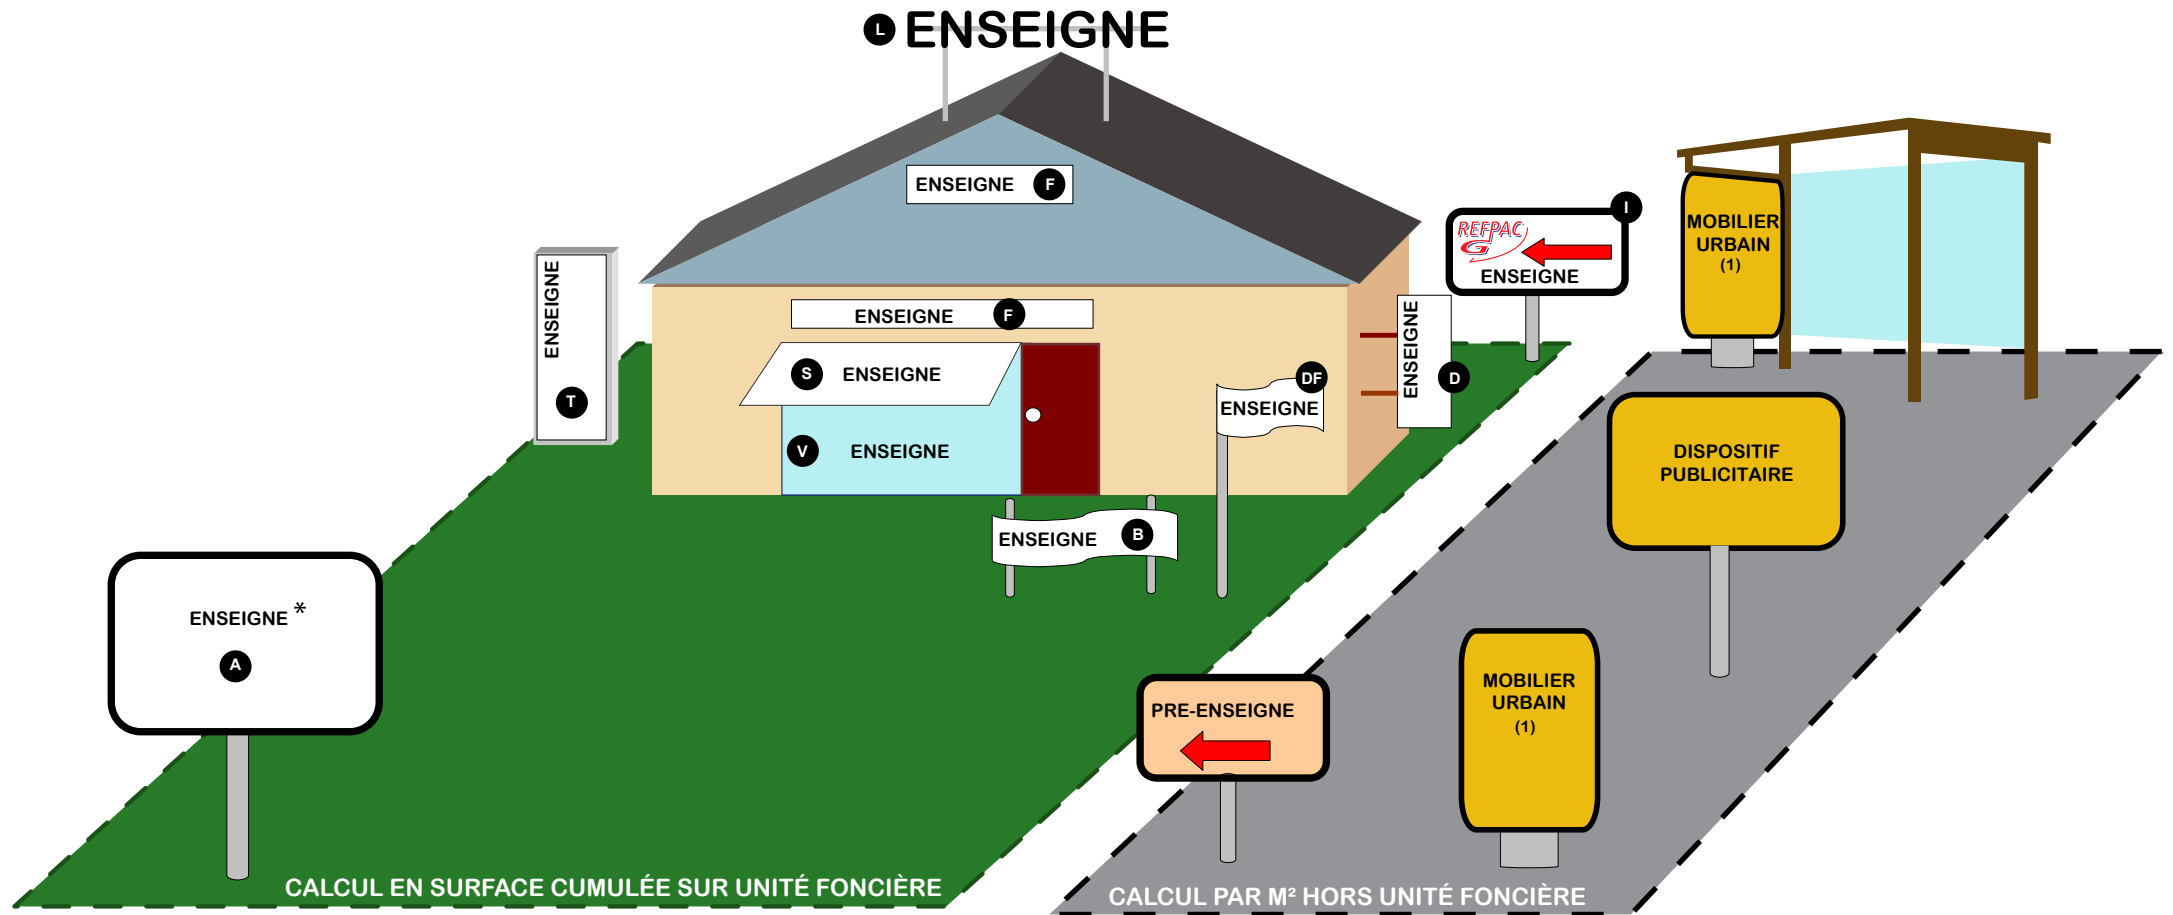 L ENSEIGNE
ENSEIGNE F
I
REFPAC
G
ENSEIGNE
MOBILIER
URBAIN
(1)
ENSEIGNE
T
ENSEIGNE F
ENSEIGNE
D
S ENSEIGNE
DF
ENSEIGNE
V ENSEIGNE
DISPOSITIF
PUBLICITAIRE
ENSEIGNE B
ENSEIGNE *
A
PRE-ENSEIGNE
MOBILIER
URBAIN
(1)
CALCUL EN SURFACE CUMULÉE SUR UNITÉ FONCIÈRE
CALCUL PAR M² HORS UNITÉ FONCIÈRE